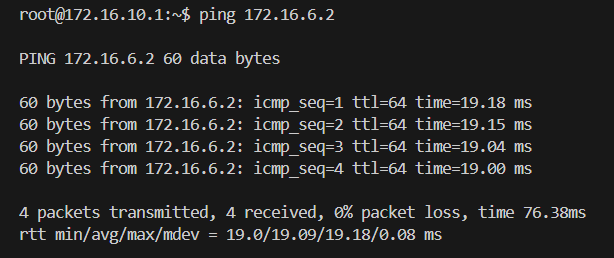 root@172.16.10.1:~$ ping 172.16.6.2
PING 172.16.6.2 60 data bytes
60 bytes from 172.16.6.2: icmp_seq=1 ttl=64 time=19.18 ms
60 bytes from 172.16.6.2: icmp_seq=2 ttl=64 time=19.15 ms
60 bytes from 172.16.6.2: icmp_seq=3 ttl=64 time=19.04 ms
60 bytes from 172.16.6.2: icmp_seq=4 ttl=64 time=19.00 ms
4 packets transmitted, 4 received, 0% packet loss, time 76.38ms
rtt min/avg/max/mdev = 19.0/19.09/19.18/0.08 ms